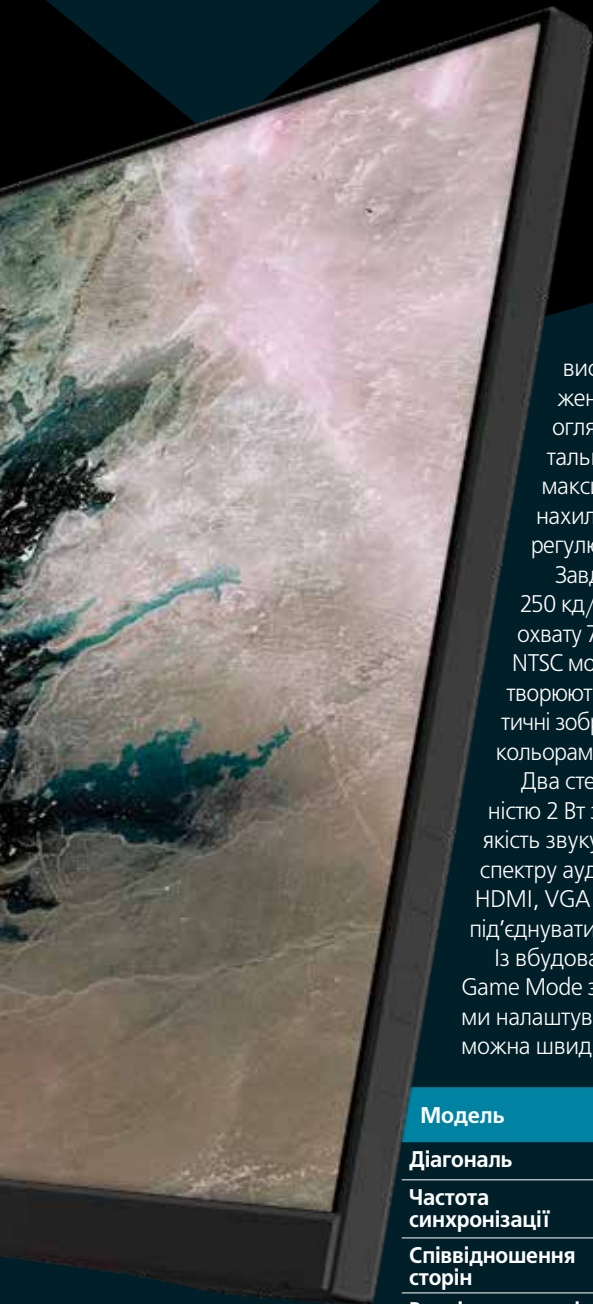 вис
жен
огля
таль
макси
нахил
регулю
Завд
250 кд/
охвату 7
NTSC мо
творюют
тичні зобр
кольорам
Два сте
ністю 2 Вт з
якість звуку
спектру ауд
HDMI, VGA
під’єднувати
Із вбудова
Game Mode з
ми налаштув
можна швид
Модель
Діагональ
Частота
синхронізації
Співвідношення
сторін